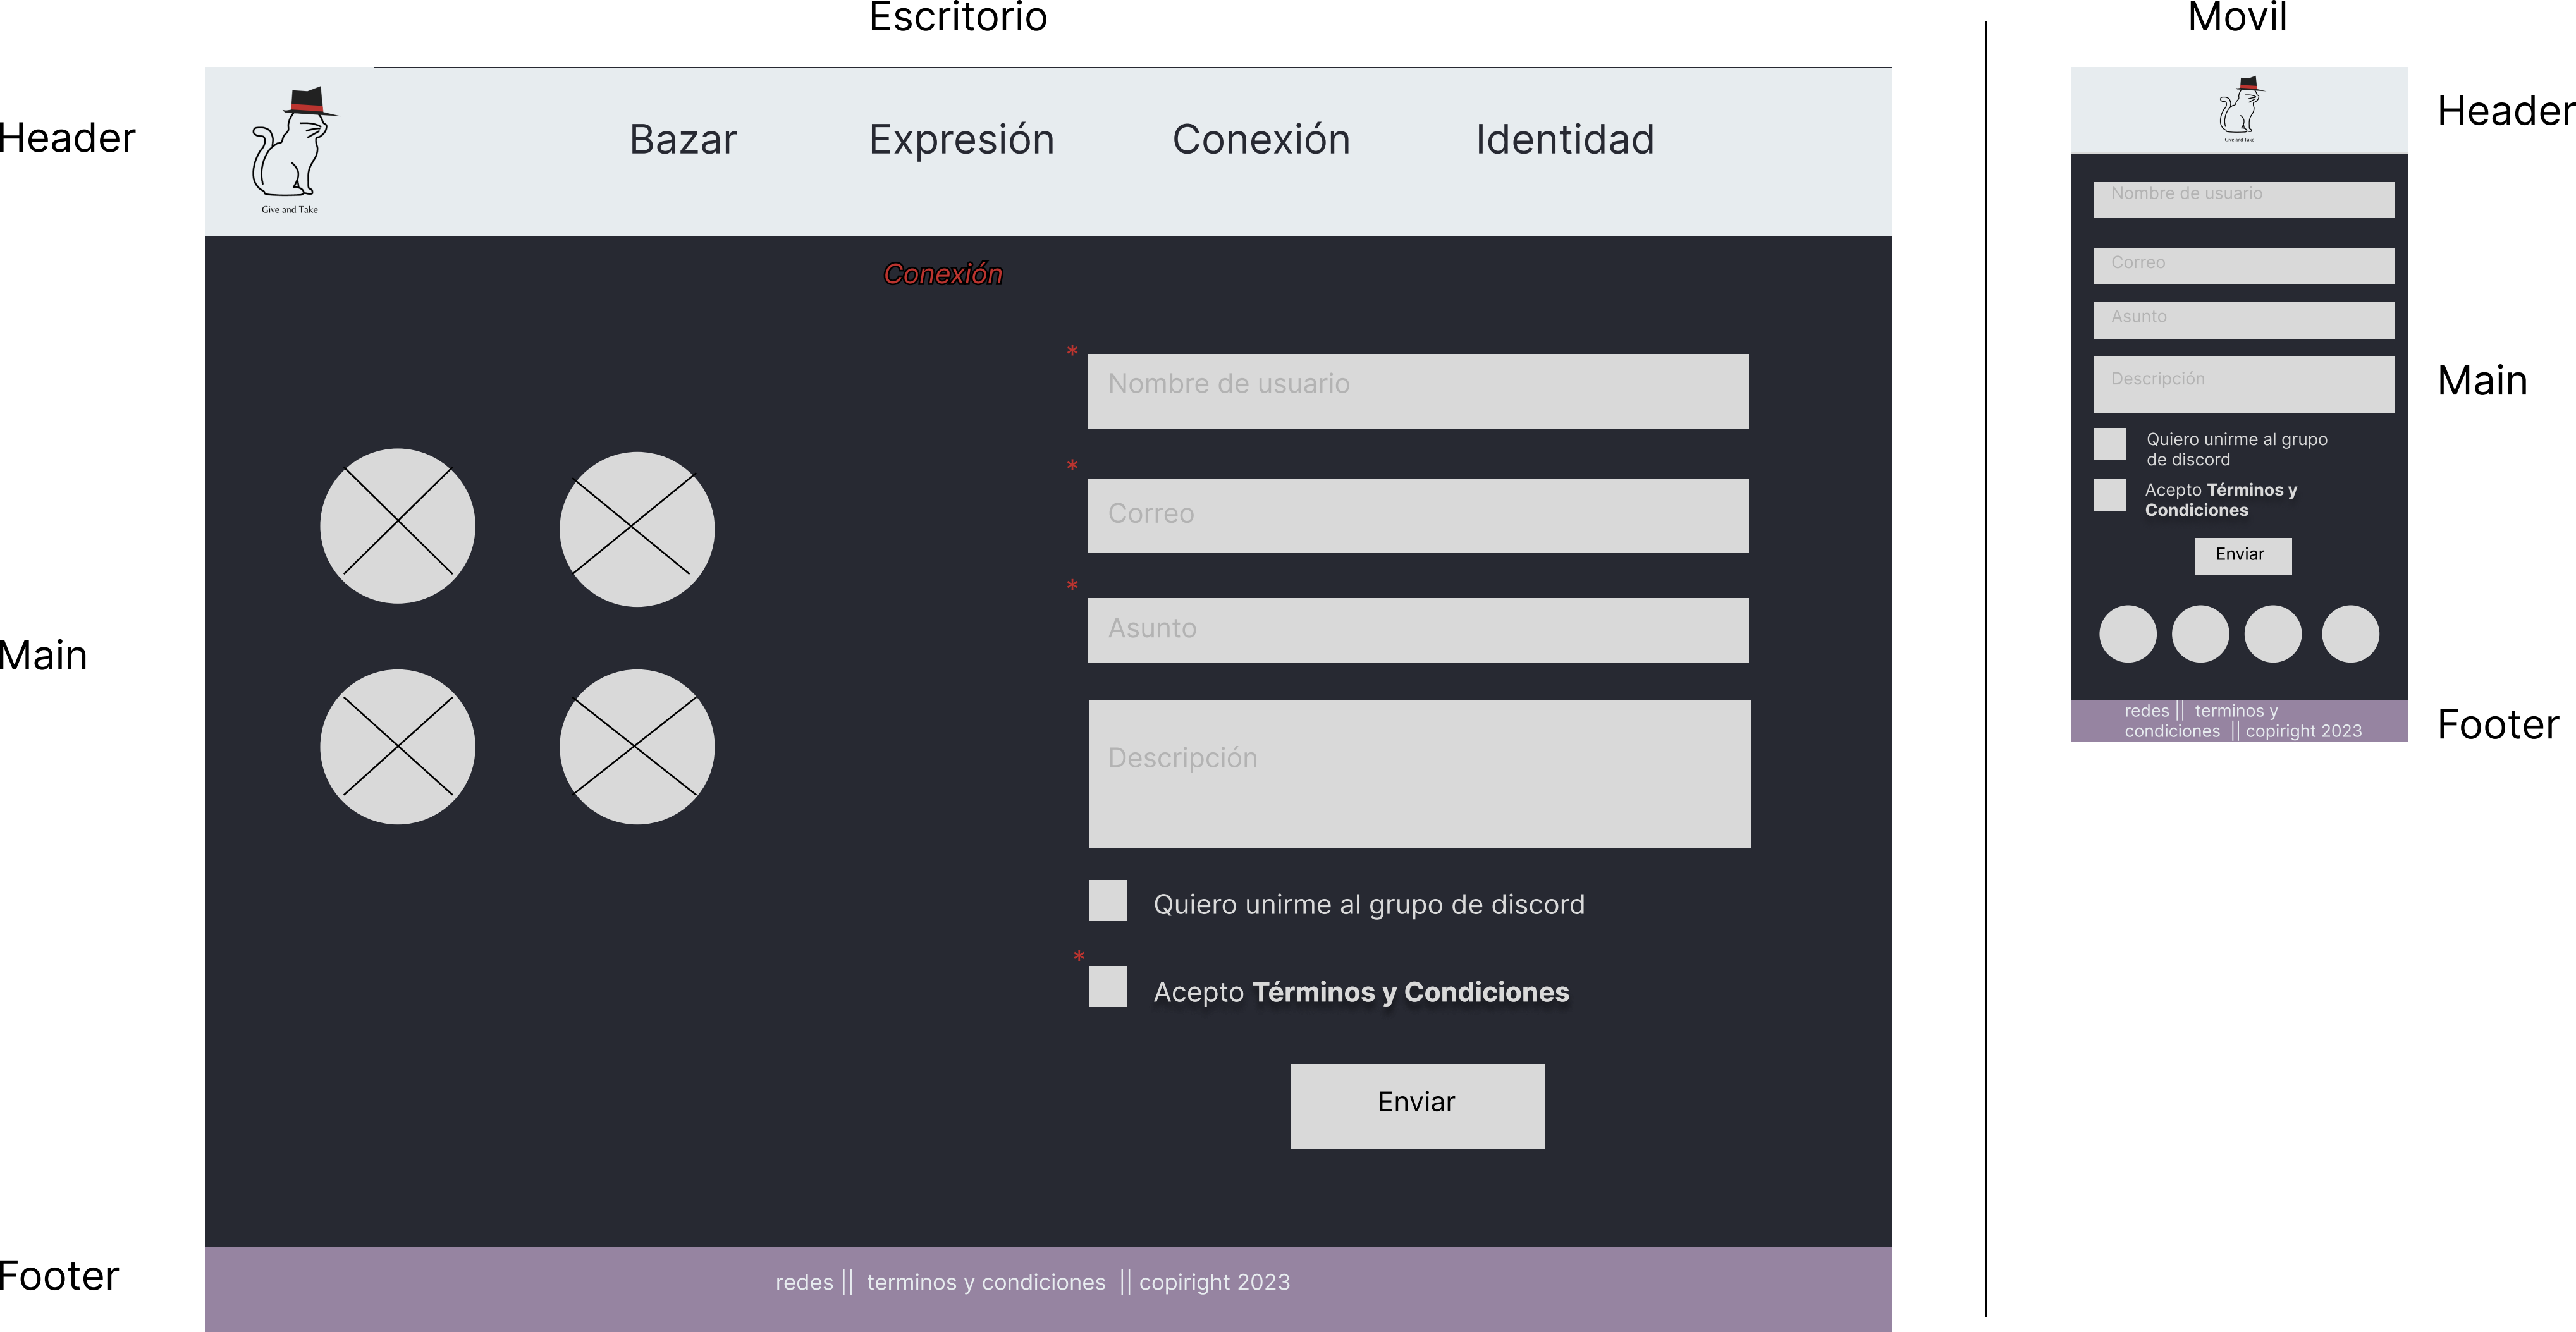 Escritorio
Movil
Header
Give and Take
Bazar
Expresión
Conexión
Identidad
Conexión
*
Nombre de usuario
*
Correo
*
Asunto
Descripción
Main
Quiero unirme al grupo de discord
*
Acepto Términos y Condiciones
Enviar
Footer
redes || terminos y condiciones || copiright 2023
Give and Take
Header
Nombre de usuario
Correo
Asunto
Descripción
Main
Quiero unirme al grupo
de discord
Acepto Términos y
Condiciones
Enviar
redes || terminos y
condiciones || copiright 2023
Footer